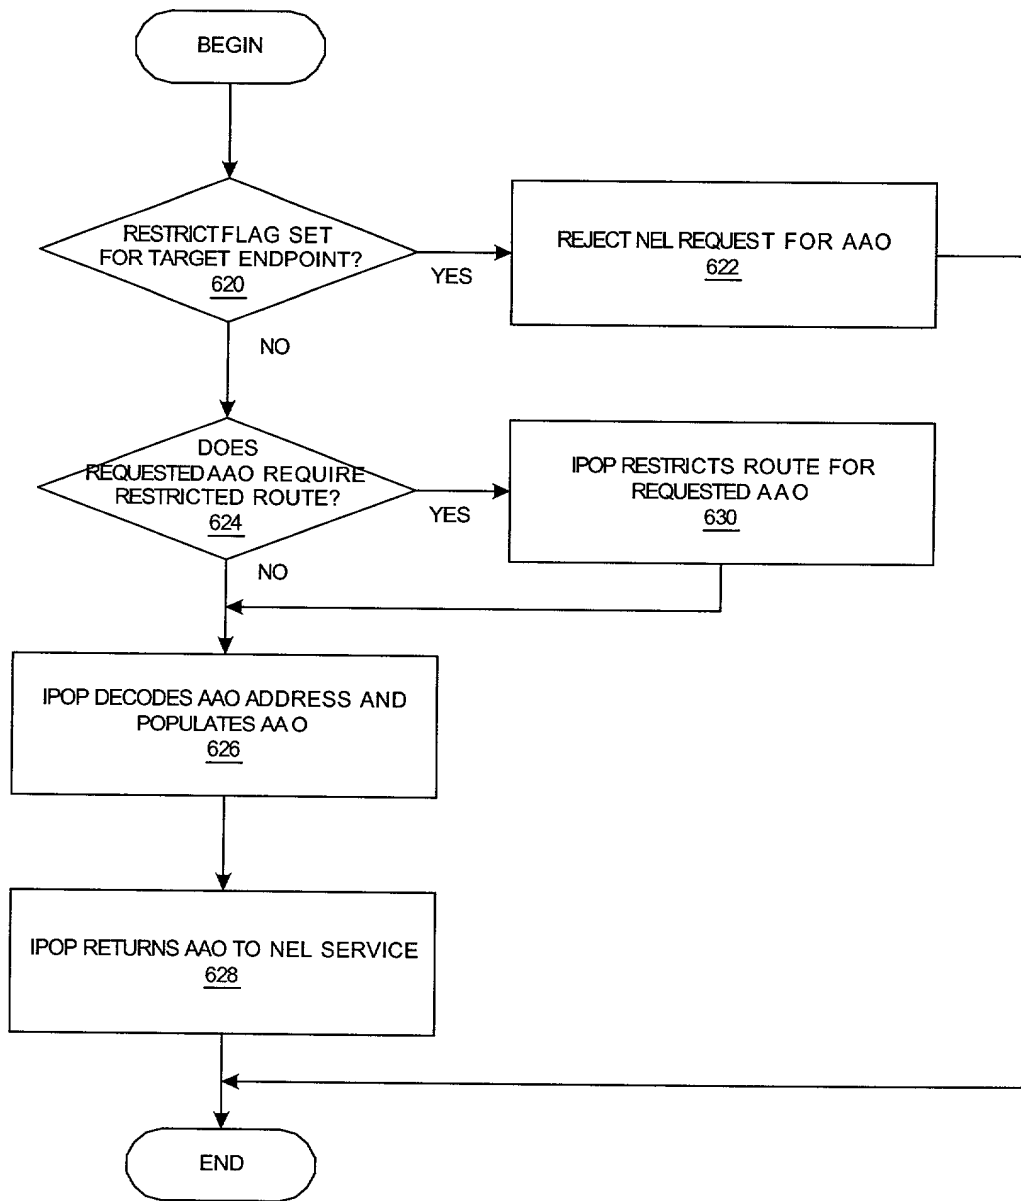 BEGIN
RESTRICT FLAG SET
FOR TARGET ENDPOINT?
620
YES
REJECT NEL REQUEST FOR AAO
622
NO
DOES
REQUESTED AAO REQUIRE
RESTRICTED ROUTE?
624
YES
IPOP RESTRICTS ROUTE FOR
REQUESTED AAO
630
NO
IPOP DECODES AAO ADDRESS AND
POPULATES AAO
626
IPOP RETURNS AAO TO NEL SERVICE
628
END